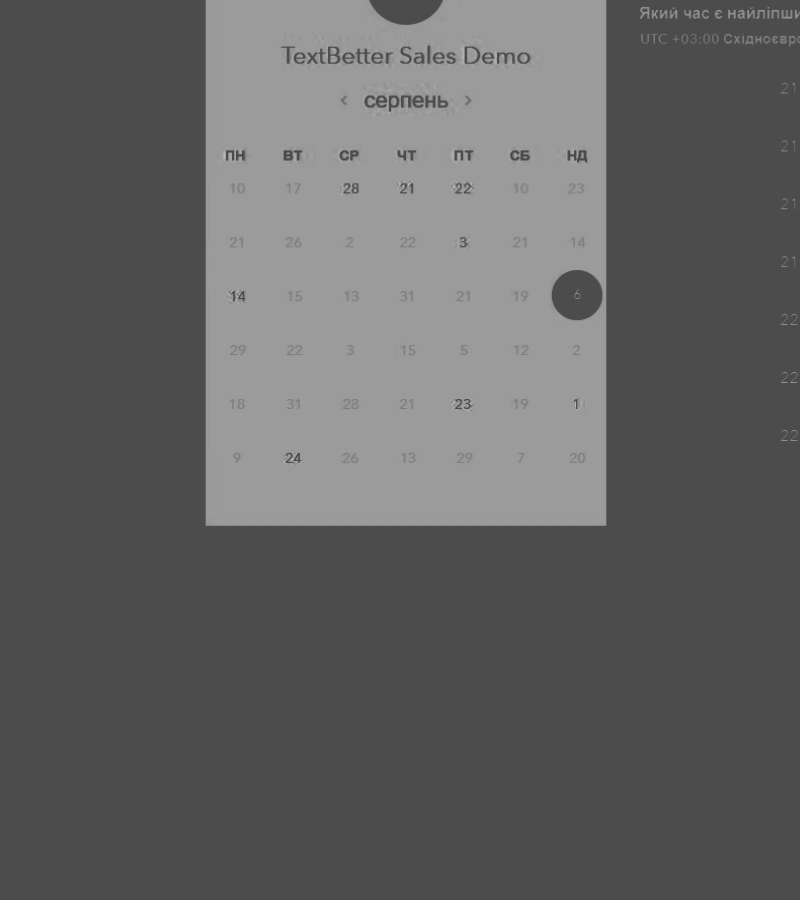 TextBetter Sales Demo
‹ серпень ›
ПН ВТ СР ЧТ ПТ СБ НД
10 17 28 21 22 10 23
21 26 2 22 3 21 14
14 15 13 31 21 19 6
29 22 3 15 5 12 2
18 31 28 21 23 19 1
9 24 26 13 29 7 20
Який час є найліпши
UTC +03:00 Східноєвро
21
21
21
21
22
22
22